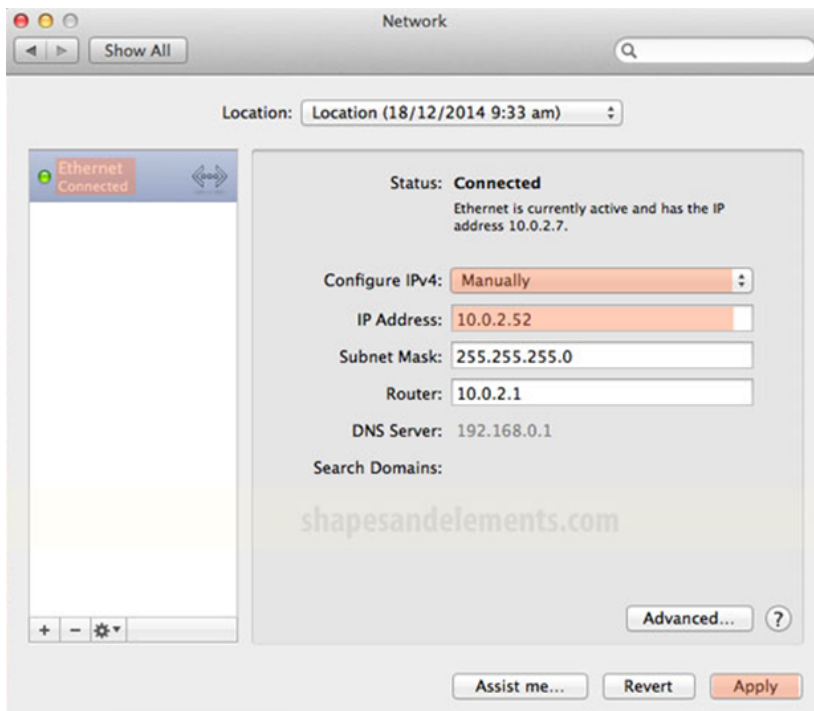 Network
Show All
Location: Location (18/12/2014 9:33 am)
Ethernet
Connected
Status: Connected
Ethernet is currently active and has the IP
address 10.0.2.7.
Configure IPv4: Manually
IP Address: 10.0.2.52
Subnet Mask: 255.255.255.0
Router: 10.0.2.1
DNS Server: 192.168.0.1
Search Domains:
shapesandelements.com
Advanced... ?
+ -
Assist me... Revert Apply